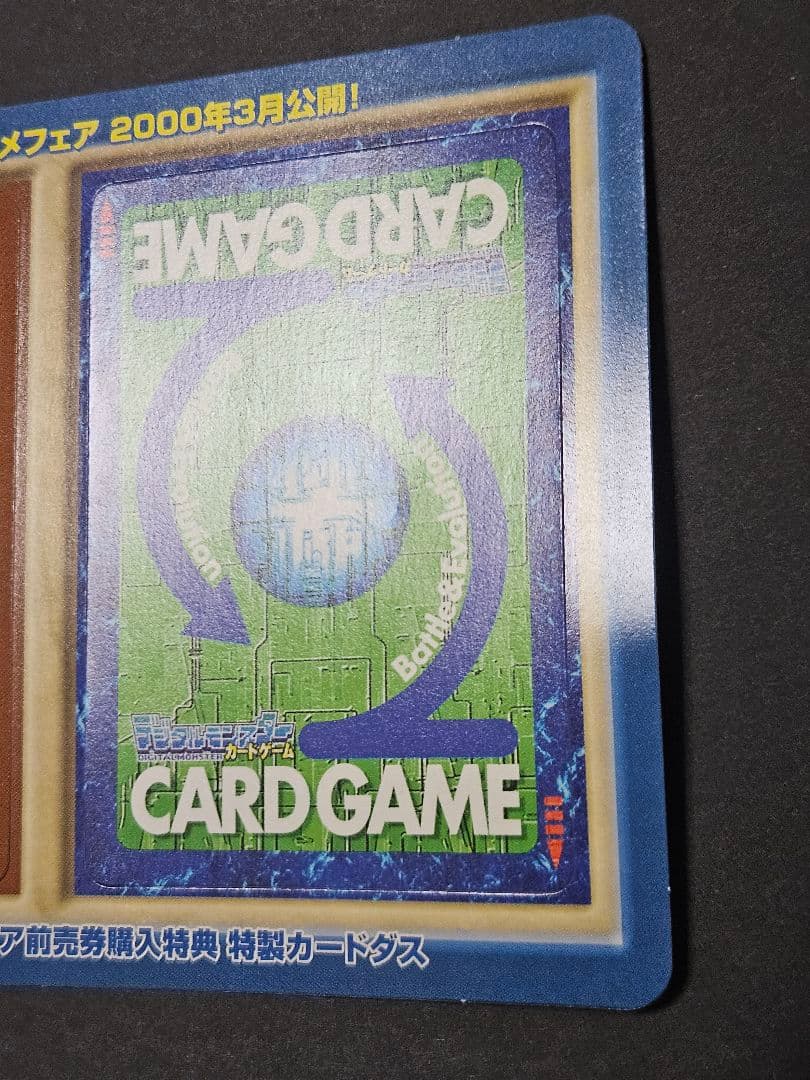 メフェア 2000年3月公開!
CARD GAME
Battle & Evolution
Battle & Evolution
デジタルモンスター
DIGITAL MONSTER カードゲーム
CARD GAME
ア前売券購入特典 特製カードダス